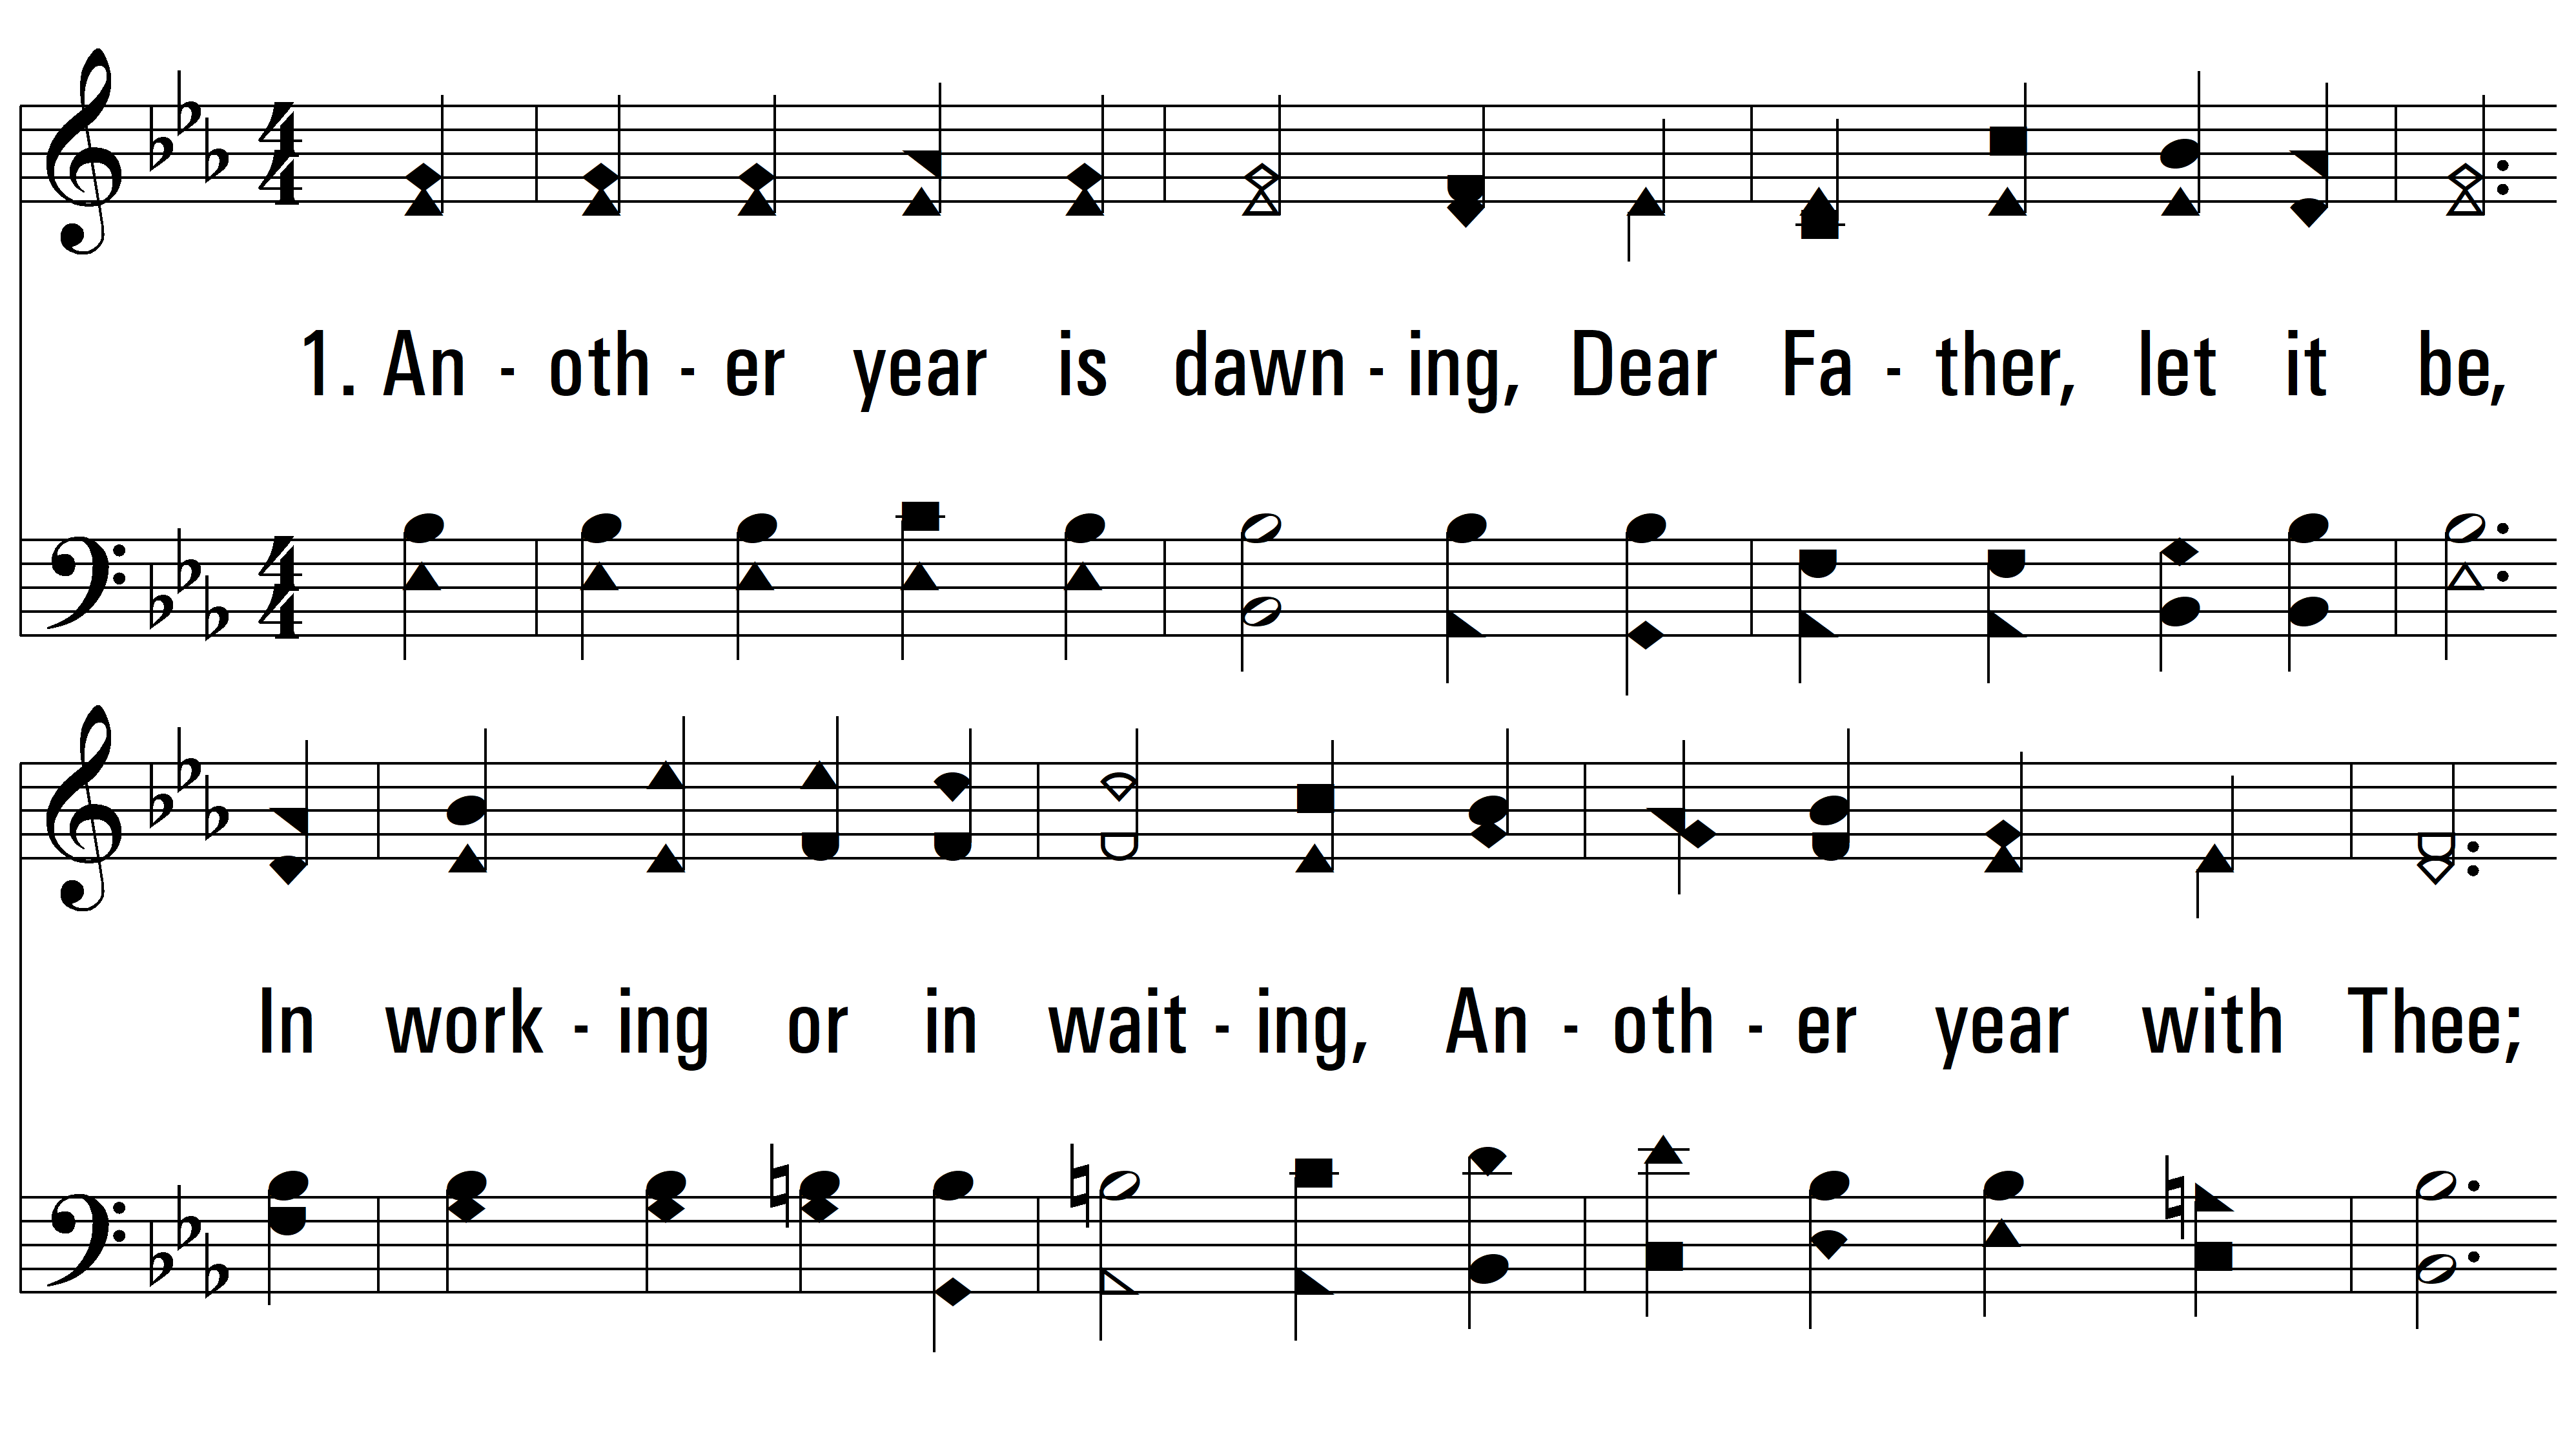 1. An - oth - er year is dawn - ing, Dear Fa - ther, let it be,
In work - ing or in wait - ing, An - oth - er year with Thee;